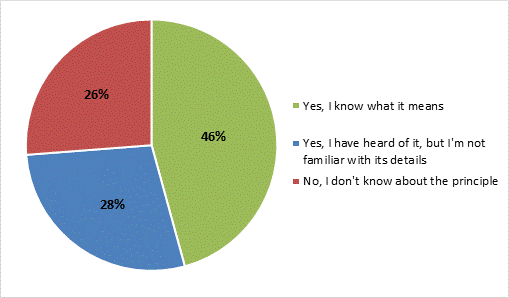 26%
46%
28%
Yes, I know what it means
Yes, I have heard of it, but I'm not
familiar with its details
No, I don't know about the principle